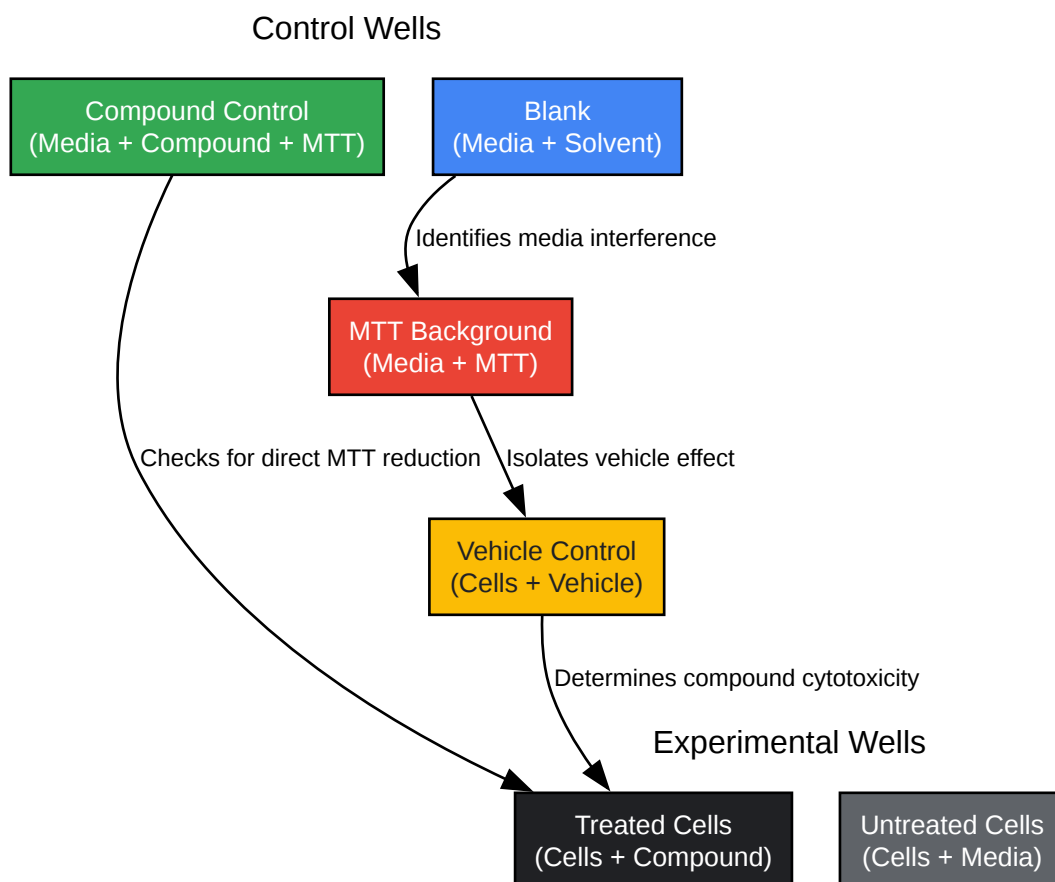 Control Wells
Compound Control
(Media + Compound + MTT)
Blank
(Media + Solvent)
Identifies media interference
MTT Background
(Media + MTT)
Checks for direct MTT reduction
Isolates vehicle effect
Vehicle Control
(Cells + Vehicle)
Determines compound cytotoxicity
Experimental Wells
Treated Cells
(Cells + Compound)
Untreated Cells
(Cells + Media)